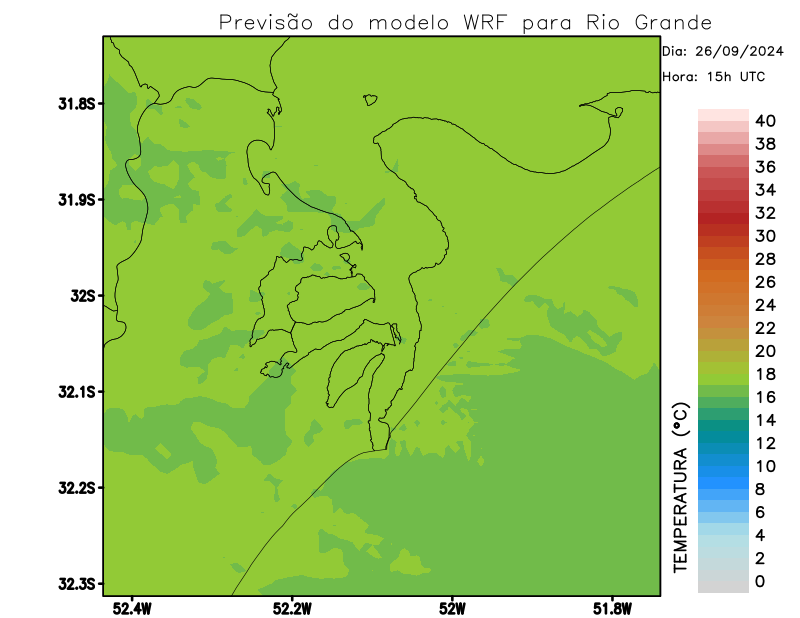 Previsão do modelo WRF para Rio Grande
Dia: 26/09/2024
Hora: 15h UTC
31.8S
31.9S
32S
32.1S
32.2S
32.3S
52.4W
52.2W
52W
51.8W
TEMPERATURA (°C)
40
38
36
34
32
30
28
26
24
22
20
18
16
14
12
10
8
6
4
2
0